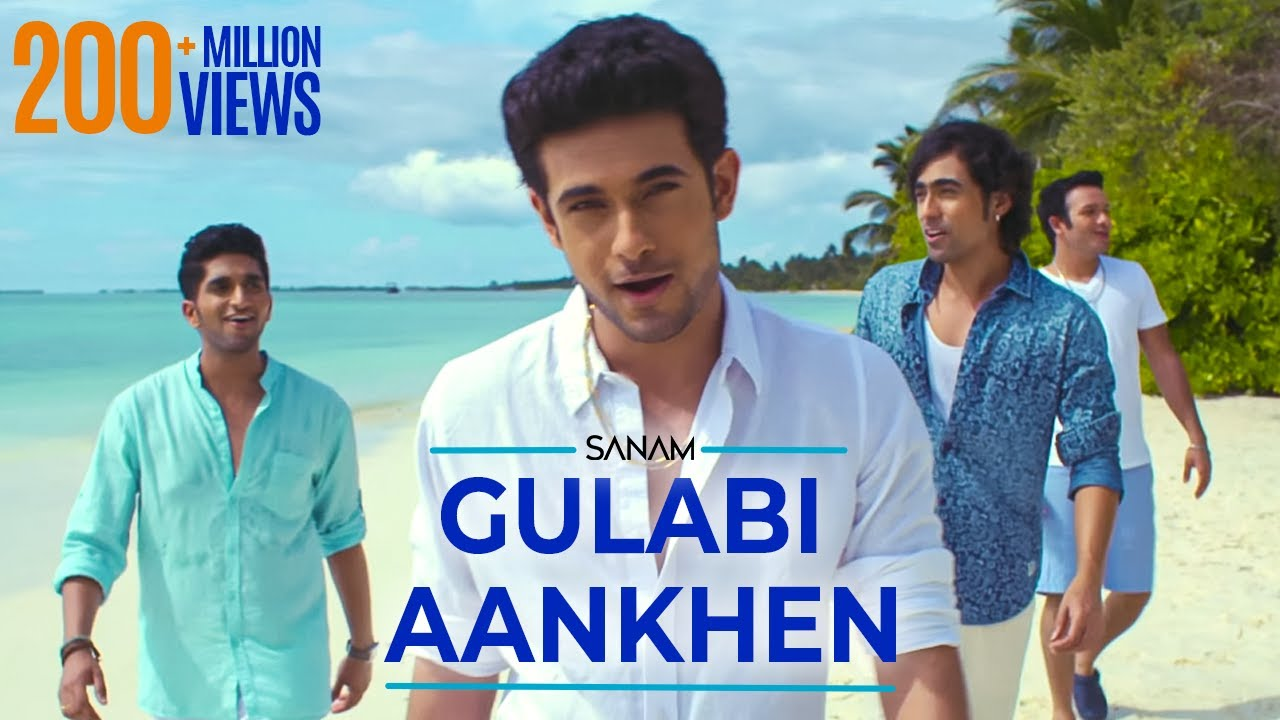 200+ MILLION
VIEWS
SANAM
GULABI
AANKHEN